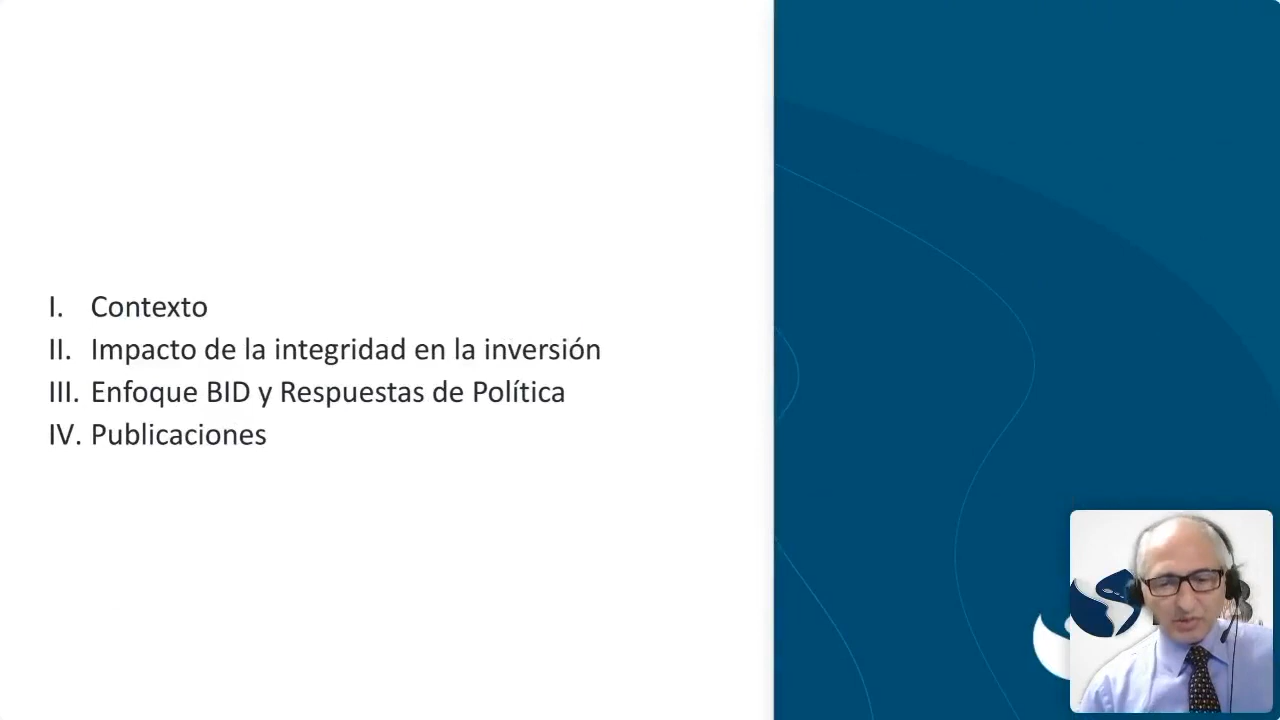 I. Contexto
II. Impacto de la integridad en la inversión
III. Enfoque BID y Respuestas de Política
IV. Publicaciones